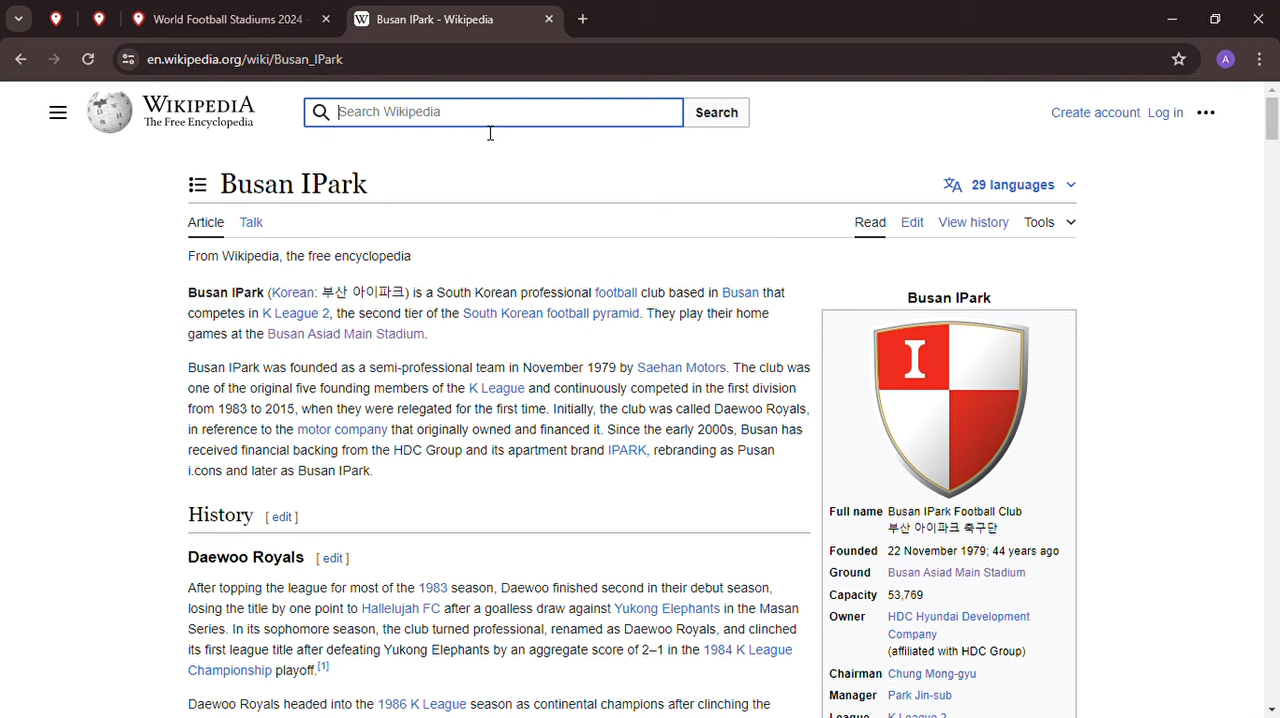 World Football Stadiums 2024 -
Busan IPark - Wikipedia
en.wikipedia.org/wiki/Busan_IPark
A
WIKIPEDIA
The Free Encyclopedia
Search Wikipedia
Search
Create account Log in
Busan IPark
29 languages
Article Talk
Read Edit View history Tools
From Wikipedia, the free encyclopedia
Busan IPark (Korean: 부산 아이파크) is a South Korean professional football club based in Busan that
competes in K League 2, the second tier of the South Korean football pyramid. They play their home
games at the Busan Asiad Main Stadium.
Busan IPark was founded as a semi-professional team in November 1979 by Saehan Motors. The club was
one of the original five founding members of the K League and continuously competed in the first division
from 1983 to 2015, when they were relegated for the first time. Initially, the club was called Daewoo Royals,
in reference to the motor company that originally owned and financed it. Since the early 2000s, Busan has
received financial backing from the HDC Group and its apartment brand IPARK, rebranding as Pusan
i.cons and later as Busan IPark.
History [ edit ]
Daewoo Royals [ edit ]
After topping the league for most of the 1983 season, Daewoo finished second in their debut season,
losing the title by one point to Hallelujah FC after a goalless draw against Yukong Elephants in the Masan
Series. In its sophomore season, the club turned professional, renamed as Daewoo Royals, and clinched
its first league title after defeating Yukong Elephants by an aggregate score of 2–1 in the 1984 K League
Championship playoff.[1]
Daewoo Royals headed into the 1986 K League season as continental champions after clinching the
Busan IPark
I
Full name Busan IPark Football Club
부산 아이파크 축구단
Founded 22 November 1979; 44 years ago
Ground Busan Asiad Main Stadium
Capacity 53,769
Owner HDC Hyundai Development
Company
(affiliated with HDC Group)
Chairman Chung Mong-gyu
Manager Park Jin-sub
League K League 2